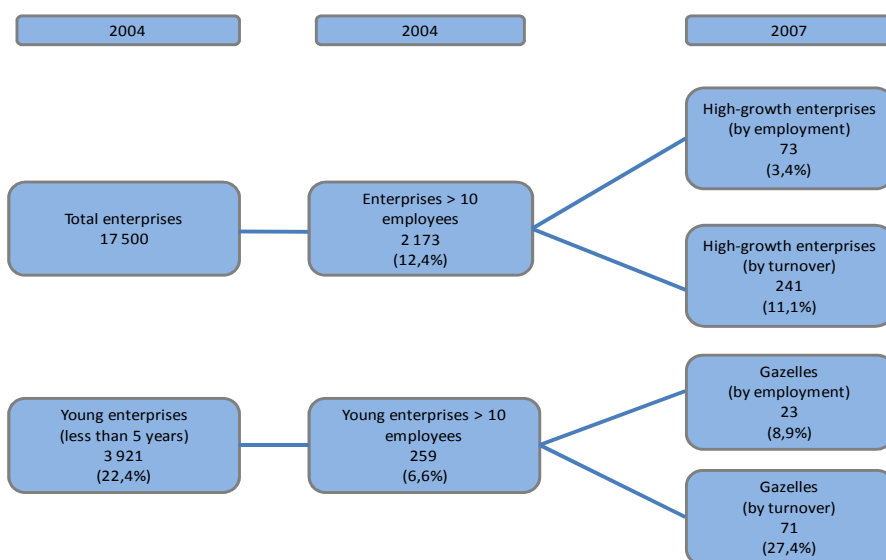 2004
2004
2007
Total enterprises
17 500
Enterprises > 10
employees
2 173
(12,4%)
High-growth enterprises
(by employment)
73
(3,4%)
High-growth enterprises
(by turnover)
241
(11,1%)
Young enterprises
(less than 5 years)
3 921
(22,4%)
Young enterprises > 10
employees
259
(6,6%)
Gazelles
(by employment)
23
(8,9%)
Gazelles
(by turnover)
71
(27,4%)